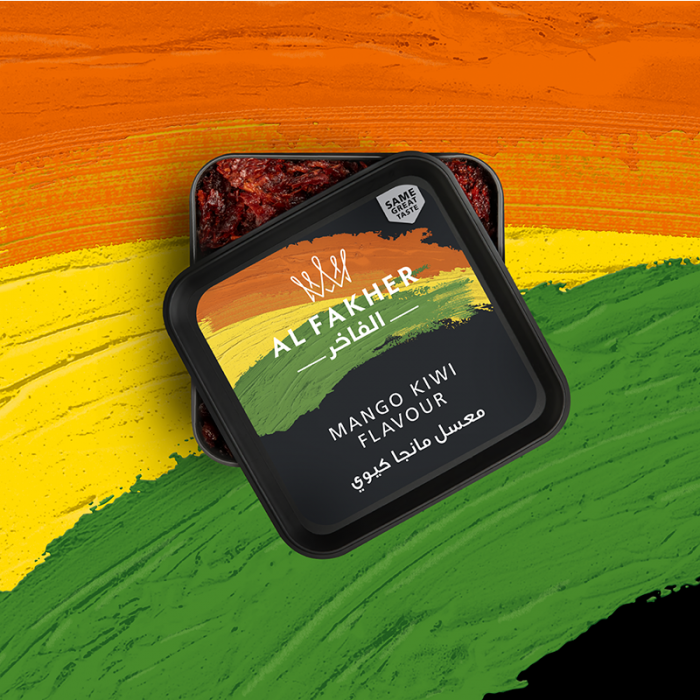 SAME
GREAT
TASTE
AL FAKHER
الفاخر
MANGO KIWI
FLAVOUR
معسل مانجا كيوي